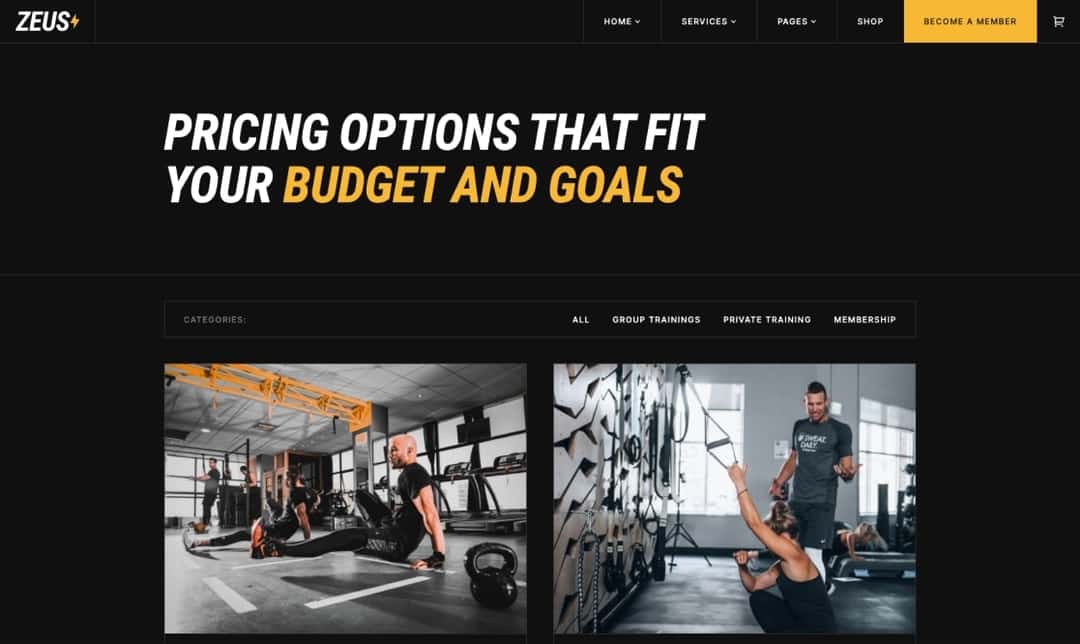 ZEUS
HOME
SERVICES
PAGES
SHOP
BECOME A MEMBER
PRICING OPTIONS THAT FIT
YOUR BUDGET AND GOALS
CATEGORIES:
ALL
GROUP TRAININGS
PRIVATE TRAINING
MEMBERSHIP
#SWEAT
DAILY